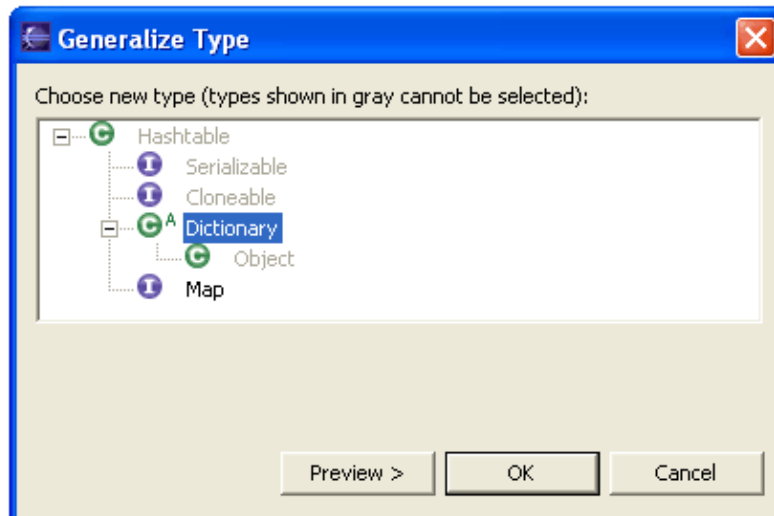 Generalize Type
Choose new type (types shown in gray cannot be selected):
C Hashtable
I Serializable
I Cloneable
C A Dictionary
C Object
I Map
Preview > OK Cancel